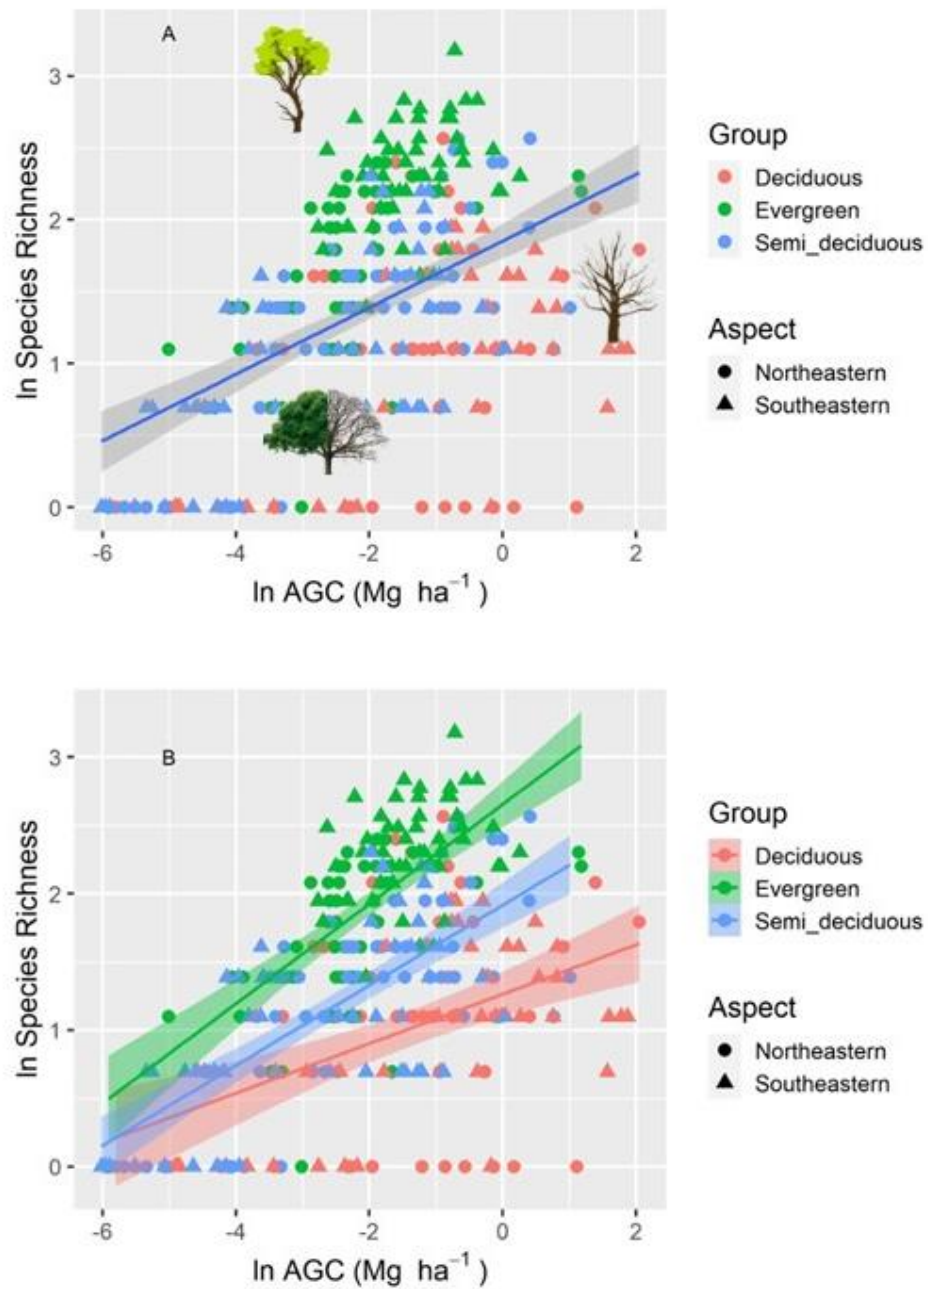 A
3
2
1
0
ln Species Richness
-6 -4 -2 0 2
ln AGC (Mg ha⁻¹ )
Group
Deciduous
Evergreen
Semi_deciduous
Aspect
Northeastern
Southeastern
B
3
2
1
0
ln Species Richness
-6 -4 -2 0 2
ln AGC (Mg ha⁻¹ )
Group
Deciduous
Evergreen
Semi_deciduous
Aspect
Northeastern
Southeastern